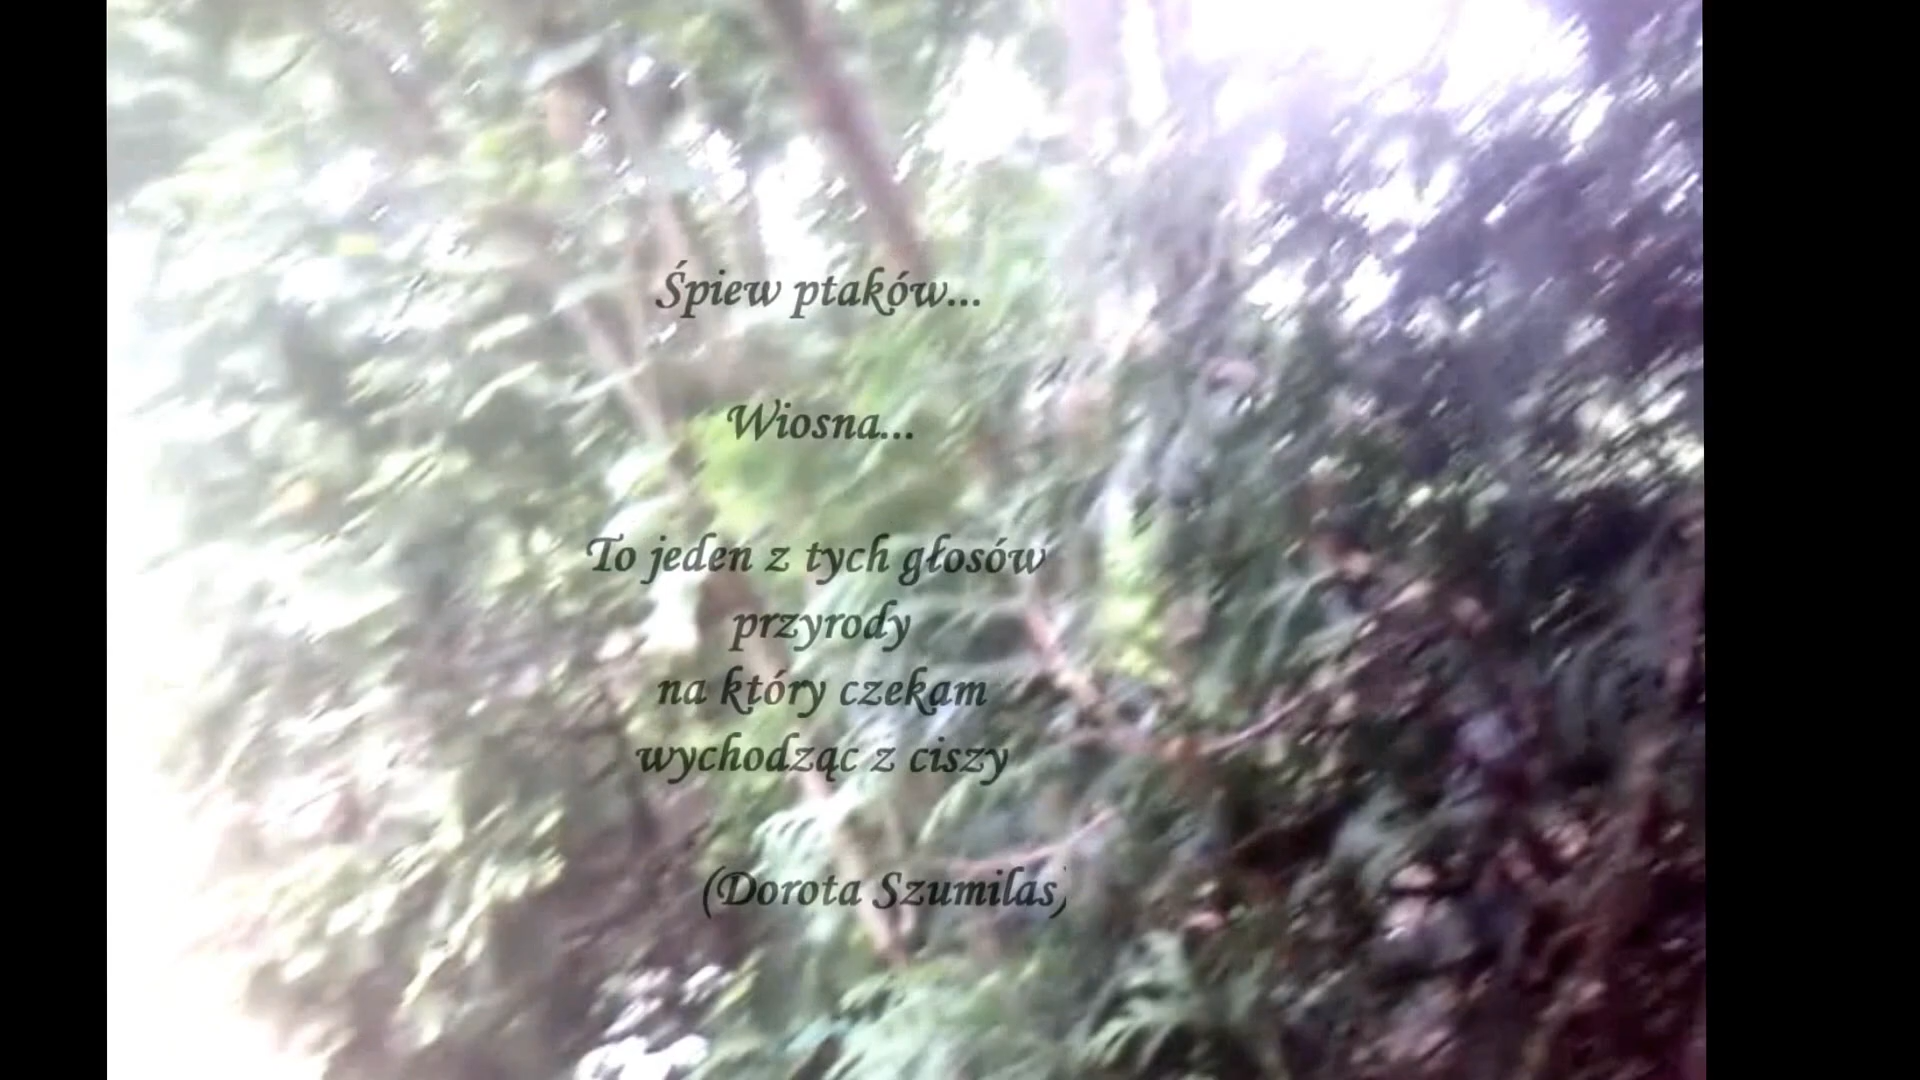 Śpiew ptaków...
Wiosna...
To jeden z tych głosów
przyrody
na który czekam
wychodząc z ciszy
(Dorota Szumilas)